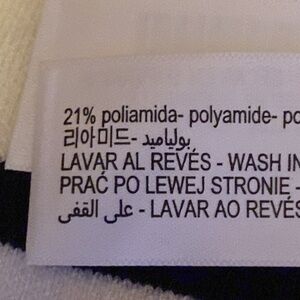 21% poliamida- polyamide- po
리아미드- بولياميد
LAVAR AL REVÉS - WASH IN
PRAĆ PO LEWEJ STRONIE -
على القفى - LAVAR AO REVÉS